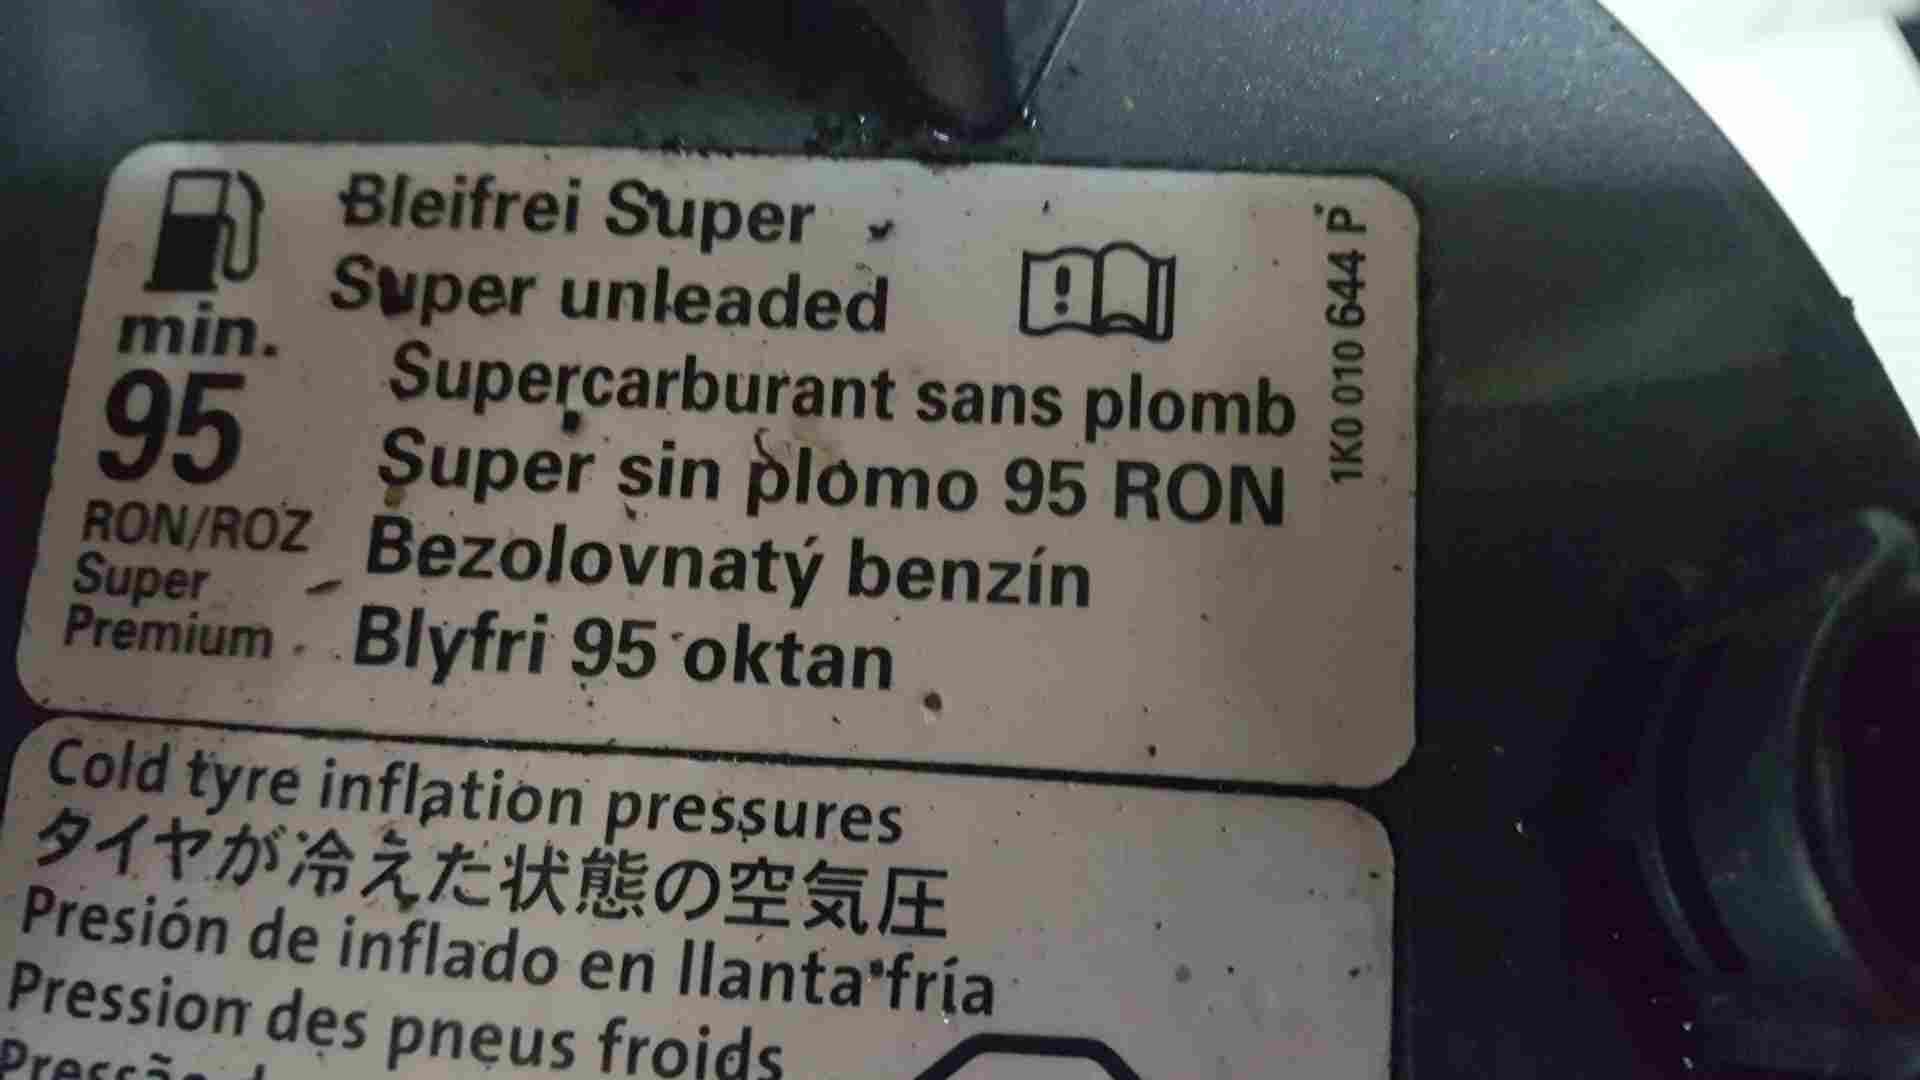 Bleifrei Super
Super unleaded
Supercarburant sans plomb
Super sin plomo 95 RON
Bezolovnatý benzín
Blyfri 95 oktan
min.
95
RON/ROZ
Super
Premium
!
1K0 010 644 P
Cold tyre inflation pressures
タイヤが冷えた状態の空気圧
Presión de inflado en llanta fría
Pression des pneus froids